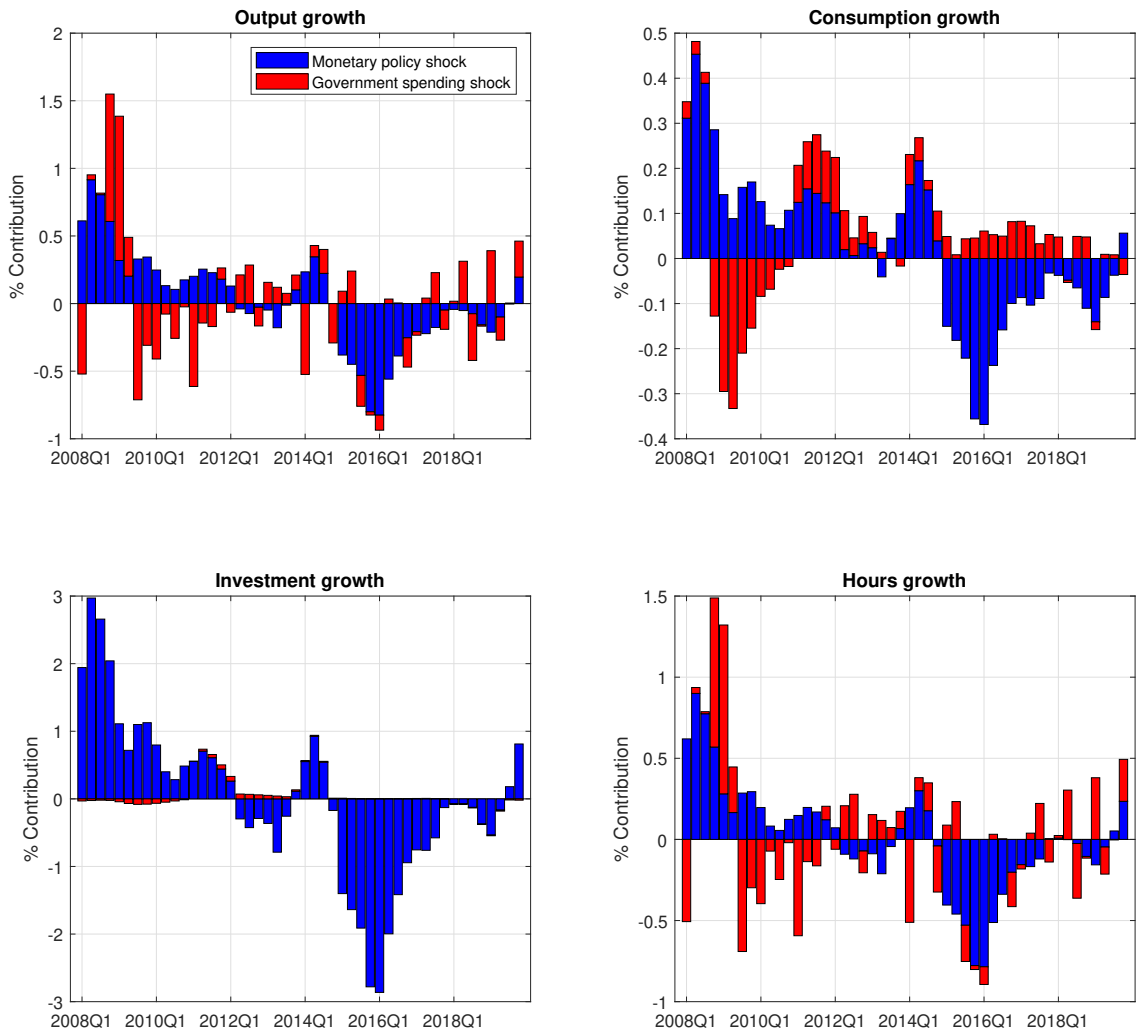 Output growth
% Contribution
2
1.5
1
0.5
0
-0.5
-1
Monetary policy shock
Government spending shock
2008Q1 2010Q1 2012Q1 2014Q1 2016Q1 2018Q1
Consumption growth
% Contribution
0.5
0.4
0.3
0.2
0.1
0
-0.1
-0.2
-0.3
-0.4
2008Q1 2010Q1 2012Q1 2014Q1 2016Q1 2018Q1
Investment growth
% Contribution
3
2
1
0
-1
-2
-3
2008Q1 2010Q1 2012Q1 2014Q1 2016Q1 2018Q1
Hours growth
% Contribution
1.5
1
0.5
0
-0.5
-1
2008Q1 2010Q1 2012Q1 2014Q1 2016Q1 2018Q1